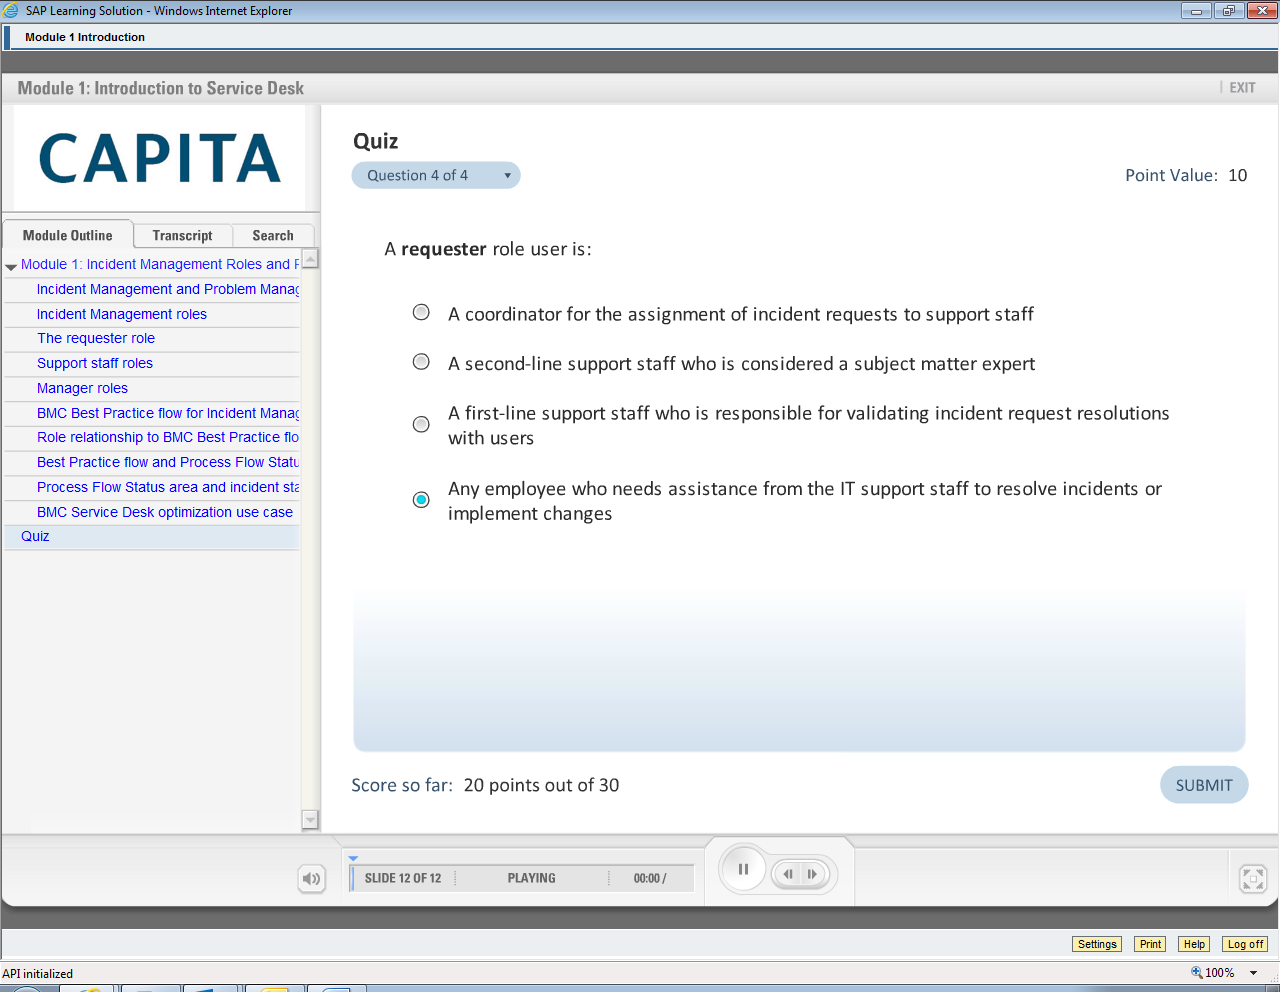 SAP Learning Solution - Windows Internet Explorer
Module 1 Introduction
Module 1: Introduction to Service Desk
EXIT
CAPITA
Module Outline
Transcript
Search
Module 1: Incident Management Roles and
Incident Management and Problem
Incident Management roles
The requester role
Support staff roles
Manager roles
BMC Best Practice flow for Incident
Role relationship to BMC Best Practice
Best Practice flow and Process Flow
Process Flow Status area and incident
BMC Service Desk optimization use case
Quiz
Quiz
Question 4 of 4
Point Value: 10
A requester role user is:
A coordinator for the assignment of incident requests to support staff
A second-line support staff who is considered a subject matter expert
A first-line support staff who is responsible for validating incident request resolutions
with users
Any employee who needs assistance from the IT support staff to resolve incidents or
implement changes
Score so far: 20 points out of 30
SUBMIT
SLIDE 12 OF 12
PLAYING
00:00 /
Settings
Print
Help
Log off
API initialized
100%